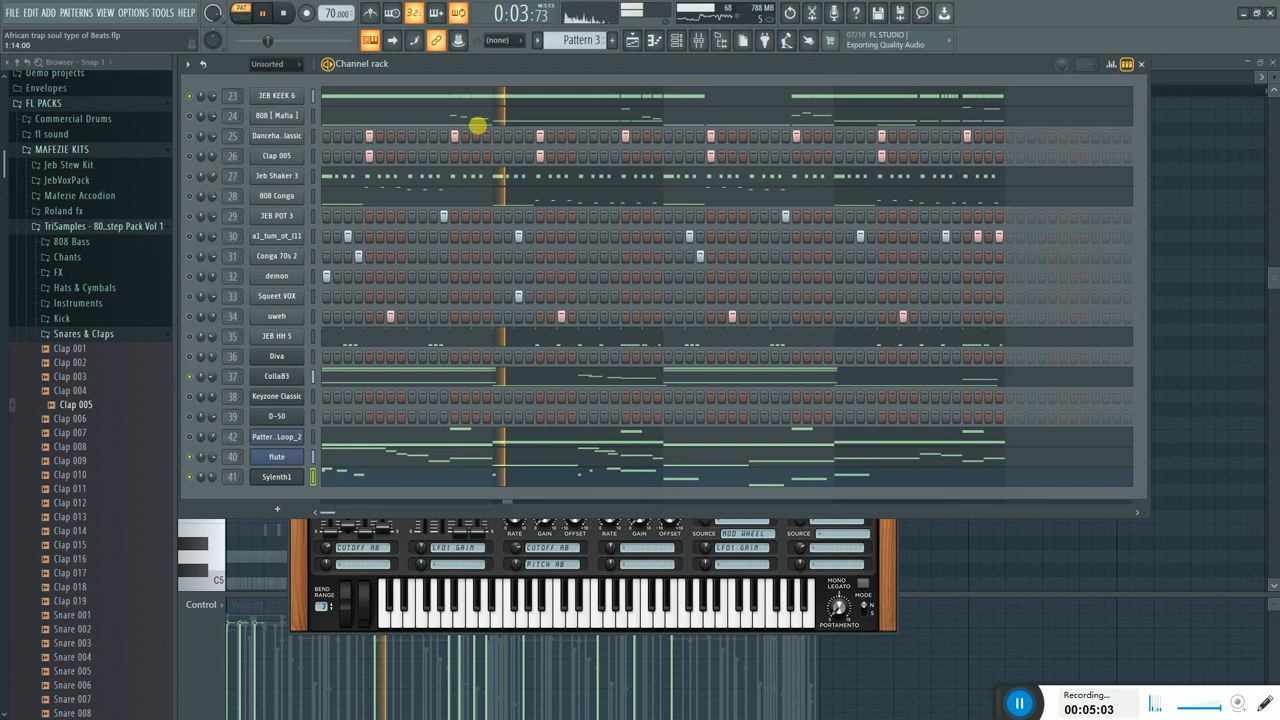 FILE EDIT ADD PATTERNS VIEW OPTIONS TOOLS HELP
PAT
70.000
32:
0:03:73
M:S:CS
68
788 MB
5
African trap soul type of Beats.flp
1:14:00
(none)
Pattern 3
07/18 FL STUDIO |
Exporting Quality Audio
Browser - Snap 1
Unsorted
Channel rack
Demo projects
Envelopes
FL PACKS
Commercial Drums
fl sound
MAFEZIE KITS
Jeb Stew Kit
JebVoxPack
Mafezie Accodion
Roland fx
TriSamples - 80..step Pack Vol 1
808 Bass
Chants
FX
Hats & Cymbals
Instruments
Kick
Snares & Claps
Clap 001
Clap 002
Clap 003
Clap 004
Clap 005
Clap 006
Clap 007
Clap 008
Clap 009
Clap 010
Clap 011
Clap 012
Clap 013
Clap 014
Clap 015
Clap 016
Clap 017
Clap 018
Clap 019
Snare 001
Snare 002
Snare 003
Snare 004
Snare 005
Snare 006
Snare 007
Snare 008
23 JEB KEEK 6
24 808 [ Mafia ]
25 Danceha..lassic
26 Clap 005
27 Jeb Shaker 3
28 808 Conga
29 JEB POT 3
30 a1_tum_ot_l11
31 Conga 70s 2
32 demon
33 Squeet VOX
34 uweh
35 JEB HH 5
36 Diva
37 CollaB3
38 Keyzone Classic
39 D-50
42 Patter..Loop_2
40 flute
41 Sylenth1
RATE GAIN OFFSET
RATE GAIN OFFSET
SOURCE MOD WHEEL
SOURCE
CUTOFF AB
LFO1 GAIN
CUTOFF AB
LFO1 GAIN
PITCH AB
C5
BEND
RANGE
3
MONO
LEGATO
MODE
N
S
PORTAMENTO
Control
Velocity
Recording...
00:05:03